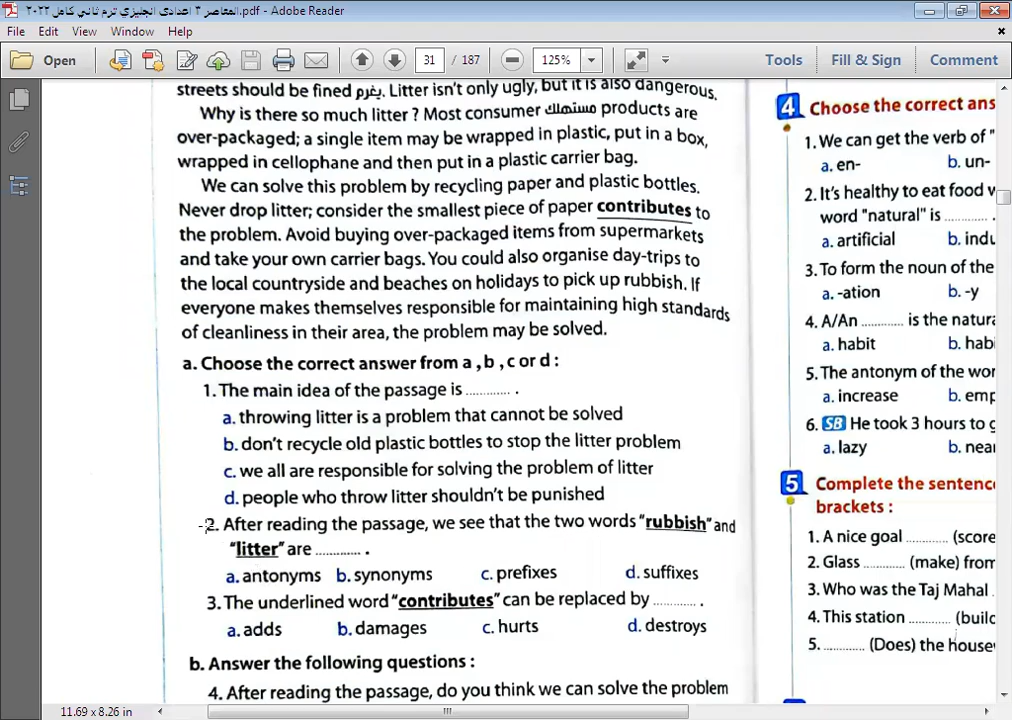 المعاصر ٣ اعدادى انجليزي ترم ثاني كامل ٢٠٢٢.pdf - Adobe Reader
File Edit View Window Help
Open 31 / 187 125% Tools Fill & Sign Comment
streets should be fined يغرم. Litter isn't only ugly, but it is also dangerous.
Why is there so much litter ? Most consumer مستهلك products are
over-packaged; a single item may be wrapped in plastic, put in a box,
wrapped in cellophane and then put in a plastic carrier bag.
We can solve this problem by recycling paper and plastic bottles.
Never drop litter; consider the smallest piece of paper contributes to
the problem. Avoid buying over-packaged items from supermarkets
and take your own carrier bags. You could also organise day-trips to
the local countryside and beaches on holidays to pick up rubbish. If
everyone makes themselves responsible for maintaining high standards
of cleanliness in their area, the problem may be solved.
a. Choose the correct answer from a , b , c or d :
1. The main idea of the passage is ............ .
a. throwing litter is a problem that cannot be solved
b. don't recycle old plastic bottles to stop the litter problem
c. we all are responsible for solving the problem of litter
d. people who throw litter shouldn't be punished
2. After reading the passage, we see that the two words "rubbish" and
"litter" are ............ .
a. antonyms b. synonyms c. prefixes d. suffixes
3. The underlined word "contributes" can be replaced by ............ .
a. adds b. damages c. hurts d. destroys
b. Answer the following questions :
4. After reading the passage, do you think we can solve the problem
4 Choose the correct ans
1. We can get the verb of "
a. en- b. un-
2. It's healthy to eat food w
word "natural" is ............ .
a. artificial b. indu
3. To form the noun of the
a. -ation b. -y
4. A/An ............ is the natura
a. habit b. habi
5. The antonym of the wor
a. increase b. emp
6. SB He took 3 hours to g
a. lazy b. near
5 Complete the sentence
brackets :
1. A nice goal ............ (score
2. Glass ............ (make) from
3. Who was the Taj Mahal
4. This station ............ (build
5. ............ (Does) the housew
11.69 x 8.26 in